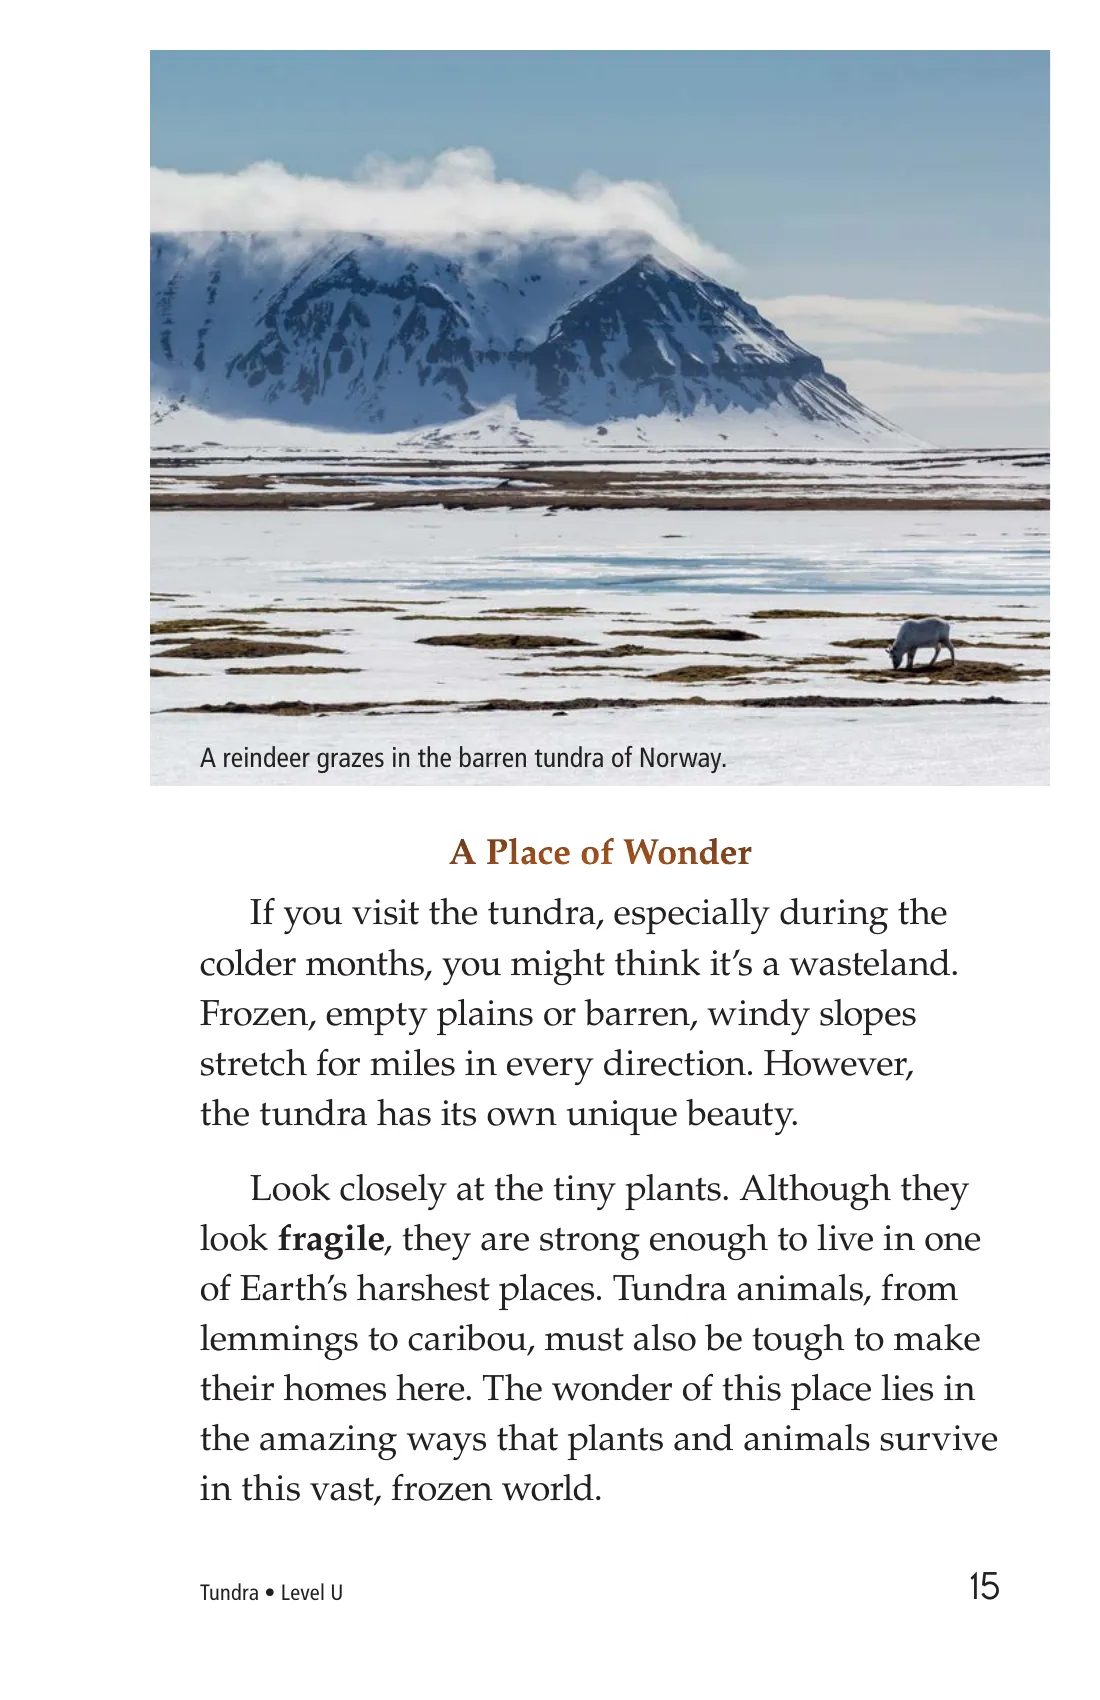 A reindeer grazes in the barren tundra of Norway.
A Place of Wonder
If you visit the tundra, especially during the
colder months, you might think it’s a wasteland.
Frozen, empty plains or barren, windy slopes
stretch for miles in every direction. However,
the tundra has its own unique beauty.
Look closely at the tiny plants. Although they
look fragile, they are strong enough to live in one
of Earth’s harshest places. Tundra animals, from
lemmings to caribou, must also be tough to make
their homes here. The wonder of this place lies in
the amazing ways that plants and animals survive
in this vast, frozen world.
Tundra • Level U
15